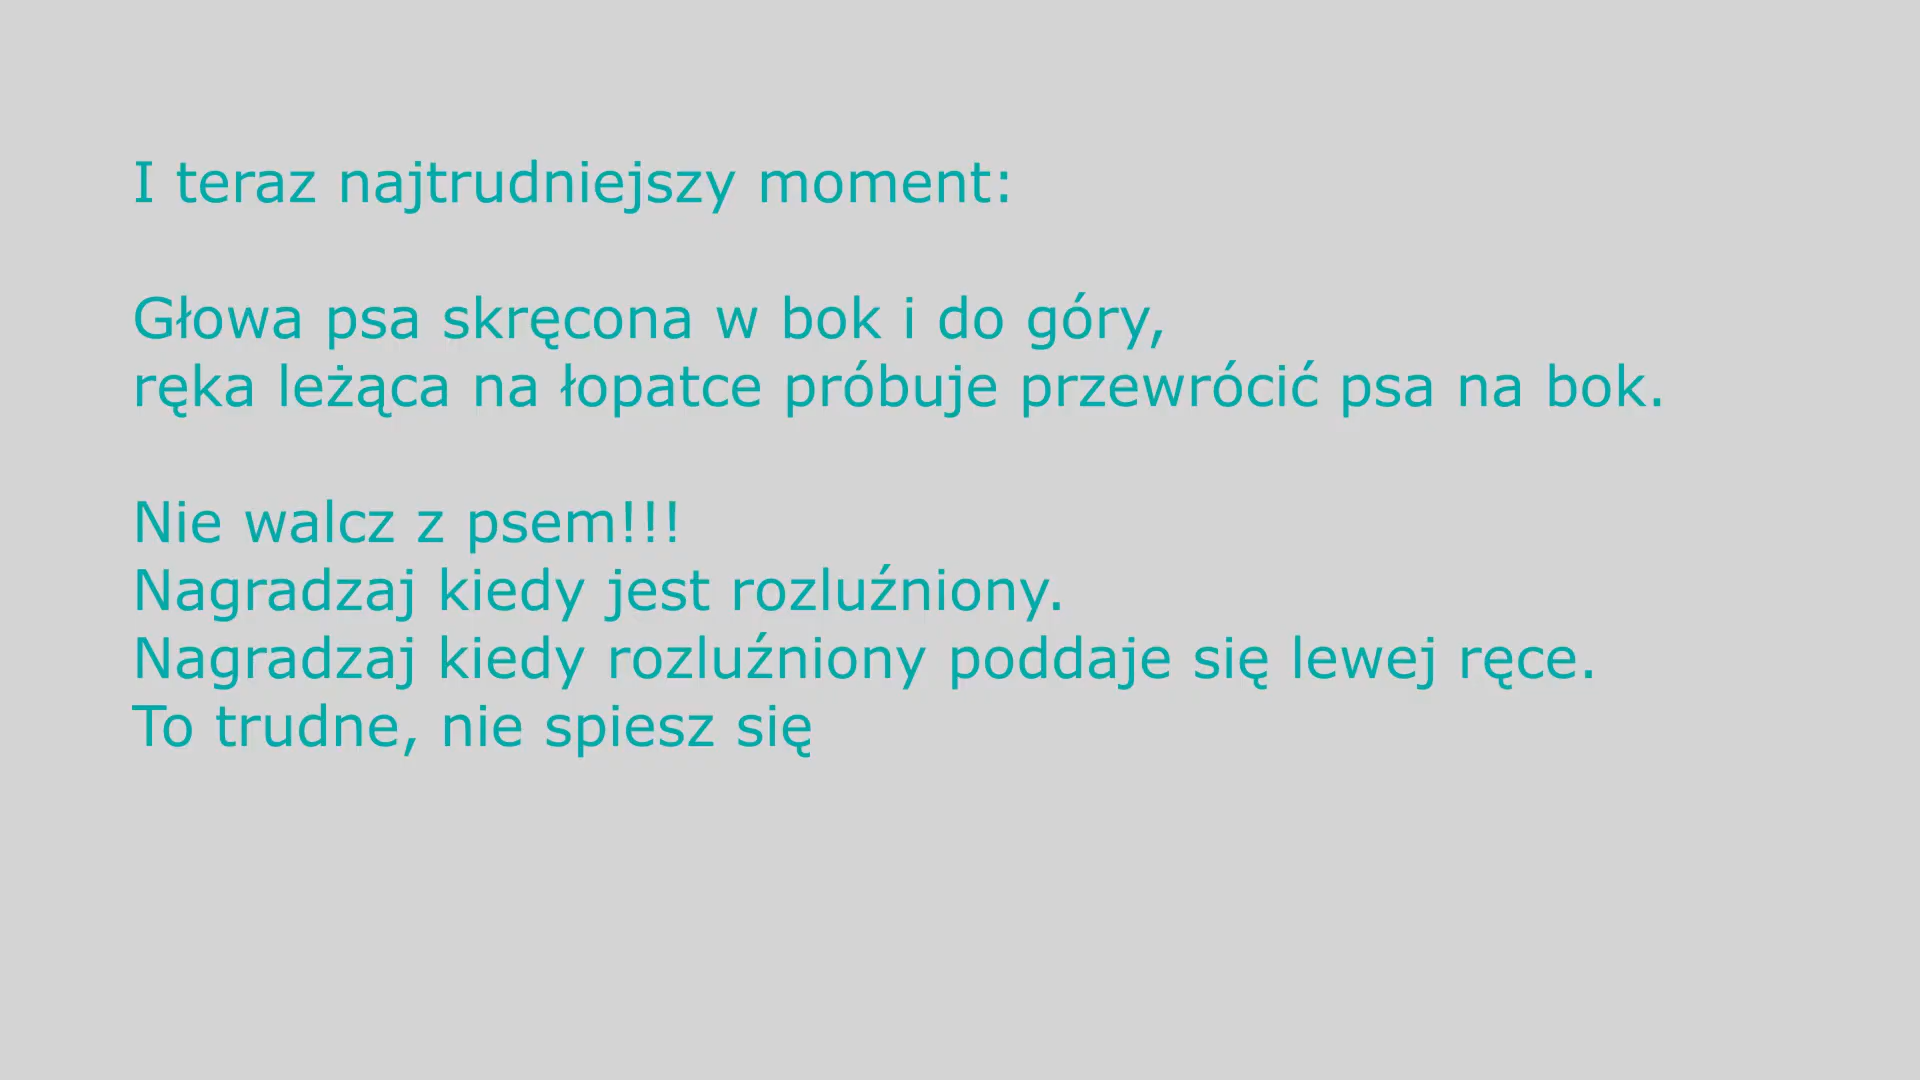 I teraz najtrudniejszy moment:
Głowa psa skręcona w bok i do góry,
ręka leżąca na łopatce próbuje przewrócić psa na bok.
Nie walcz z psem!!!
Nagradzaj kiedy jest rozluźniony.
Nagradzaj kiedy rozluźniony poddaje się lewej ręce.
To trudne, nie spiesz się